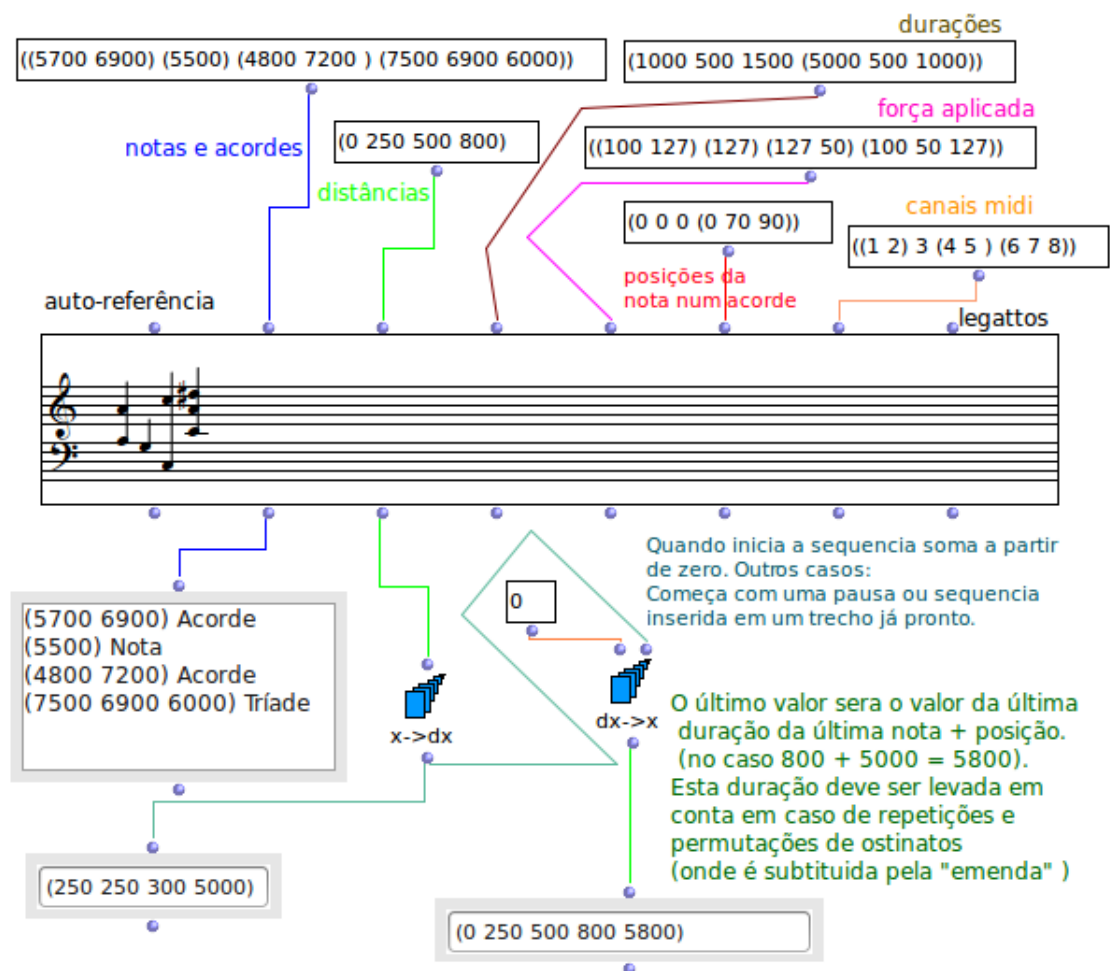 durações
((5700 6900) (5500) (4800 7200 ) (7500 6900 6000))
(1000 500 1500 (5000 500 1000))
força aplicada
notas e acordes
(0 250 500 800)
((100 127) (127) (127 50) (100 50 127))
distâncias
canais midi
(0 0 0 (0 70 90))
((1 2) 3 (4 5 ) (6 7 8))
posições da
nota num acorde
auto-referência
legattos
Quando inicia a sequencia soma a partir
de zero. Outros casos:
Começa com uma pausa ou sequencia
inserida em um trecho já pronto.
0
(5700 6900) Acorde
(5500) Nota
(4800 7200) Acorde
(7500 6900 6000) Tríade
x->dx
dx->x
O último valor sera o valor da última
duração da última nota + posição.
(no caso 800 + 5000 = 5800).
Esta duração deve ser levada em
conta em caso de repetições e
permutações de ostinatos
(onde é subtituida pela "emenda" )
(250 250 300 5000)
(0 250 500 800 5800)